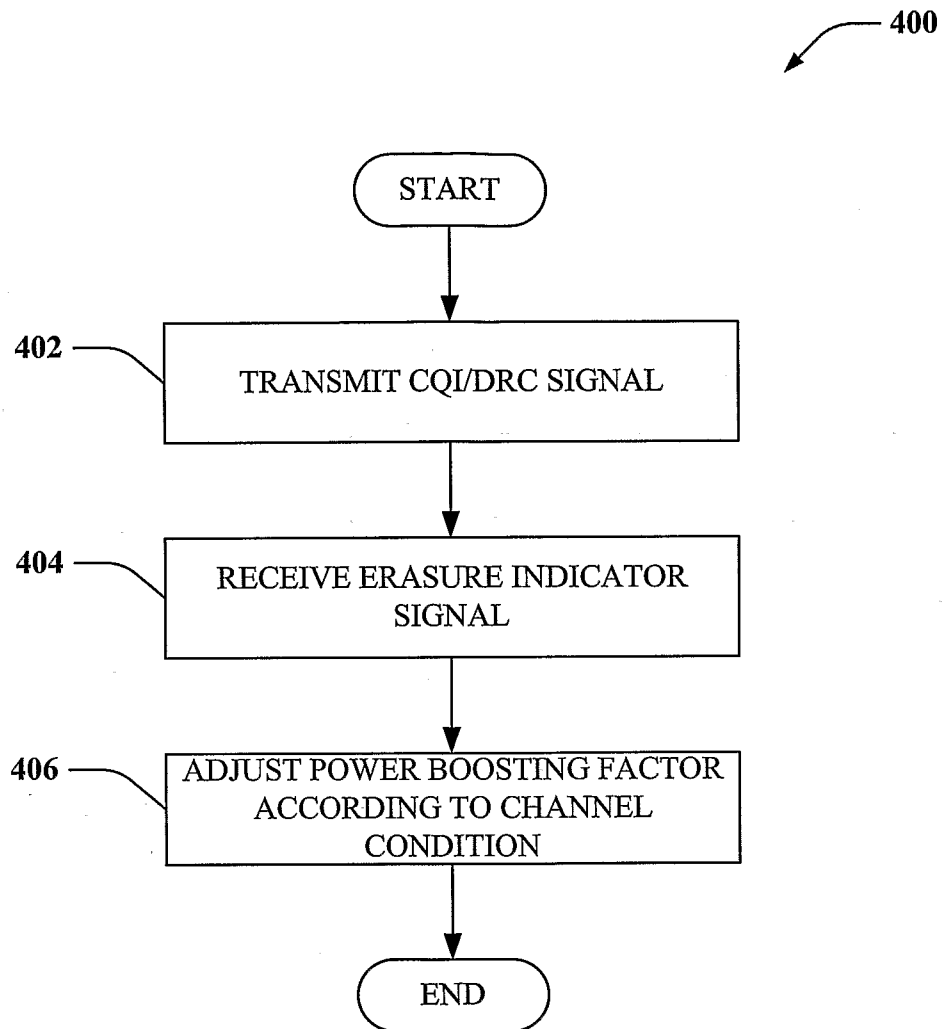 400
START
402
TRANSMIT CQI/DRC SIGNAL
404
RECEIVE ERASURE INDICATOR
SIGNAL
406
ADJUST POWER BOOSTING FACTOR
ACCORDING TO CHANNEL
CONDITION
END